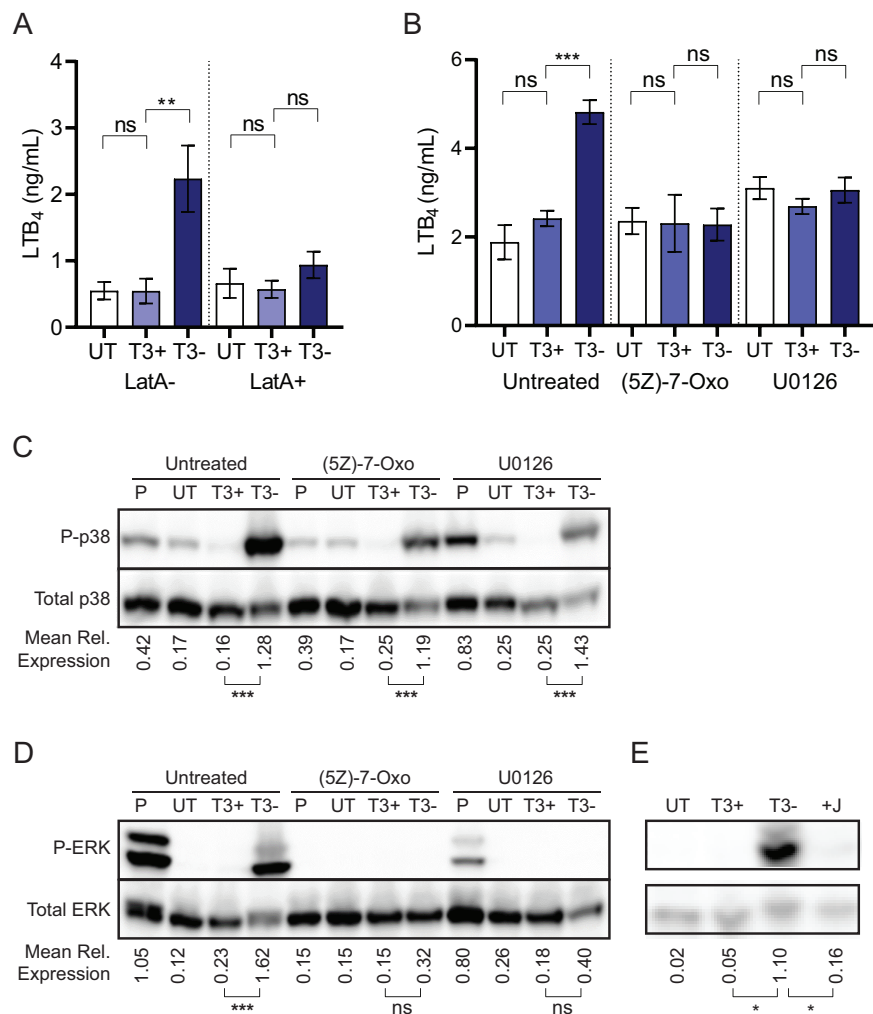 A
LTB4 (ng/mL)
4
3
2
1
0
ns
**
ns
ns
UT T3+ T3- UT T3+ T3-
LatA- LatA+
B
LTB4 (ng/mL)
6
4
2
0
ns
***
ns
ns
ns
ns
UT T3+ T3- UT T3+ T3- UT T3+ T3-
Untreated (5Z)-7-Oxo U0126
C
Untreated (5Z)-7-Oxo U0126
P UT T3+ T3- P UT T3+ T3- P UT T3+ T3-
P-p38
Total p38
Mean Rel.
Expression
0.42 0.17 0.16 1.28 0.39 0.17 0.25 1.19 0.83 0.25 0.25 1.43
*** *** ***
D
Untreated (5Z)-7-Oxo U0126
P UT T3+ T3- P UT T3+ T3- P UT T3+ T3-
P-ERK
Total ERK
Mean Rel.
Expression
1.05 0.12 0.23 1.62 0.15 0.15 0.15 0.32 0.80 0.26 0.18 0.40
*** ns ns
E
UT T3+ T3- +J
0.02 0.05 1.10 0.16
* *